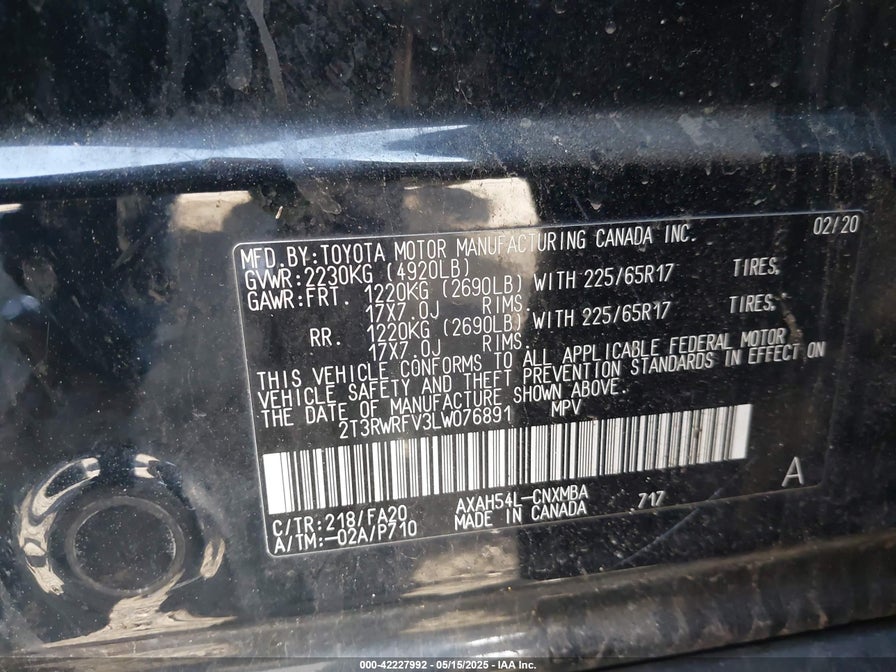 MFD.BY:TOYOTA MOTOR MANUFACTURING CANADA INC. 02/20
GVWR:2230KG (4920LB)
GAWR:FRT. 1220KG (2690LB) WITH 225/65R17 TIRES,
17X7.0J RIMS.
RR. 1220KG (2690LB) WITH 225/65R17 TIRES,
17X7.0J RIMS.
THIS VEHICLE CONFORMS TO ALL APPLICABLE FEDERAL MOTOR
VEHICLE SAFETY AND THEFT PREVENTION STANDARDS IN EFFECT ON
THE DATE OF MANUFACTURE SHOWN ABOVE.
2T3RWRFV3LW076891 MPV
A
C/TR:218/FA20 AXAH54L-CNXMBA 717
A/TM:-02A/P710 MADE IN CANADA
000-42227992 - 05/15/2025 - IAA Inc.